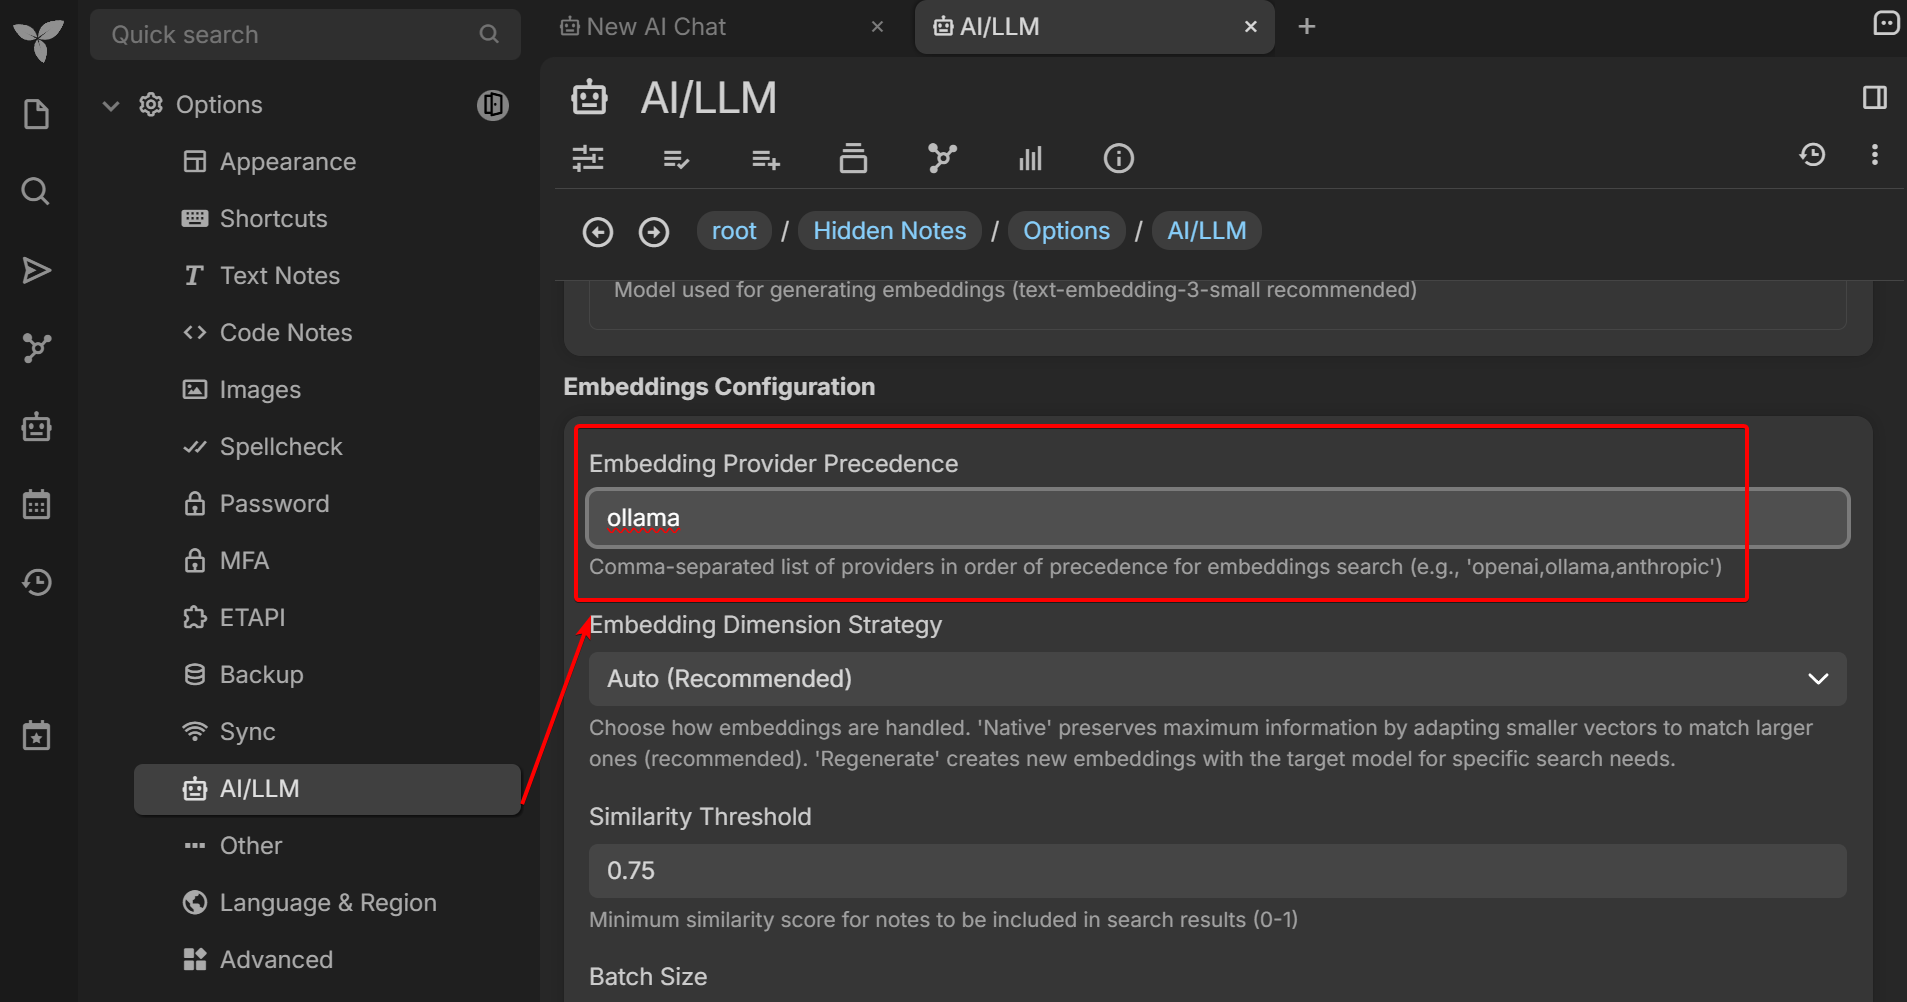 Quick search
Options
Appearance
Shortcuts
Text Notes
Code Notes
Images
Spellcheck
Password
MFA
ETAPI
Backup
Sync
AI/LLM
Other
Language & Region
Advanced
New AI Chat
AI/LLM
AI/LLM
root / Hidden Notes / Options / AI/LLM
Model used for generating embeddings (text-embedding-3-small recommended)
Embeddings Configuration
Embedding Provider Precedence
ollama
Comma-separated list of providers in order of precedence for embeddings search (e.g., 'openai,ollama,anthropic')
Embedding Dimension Strategy
Auto (Recommended)
Choose how embeddings are handled. 'Native' preserves maximum information by adapting smaller vectors to match larger
ones (recommended). 'Regenerate' creates new embeddings with the target model for specific search needs.
Similarity Threshold
0.75
Minimum similarity score for notes to be included in search results (0-1)
Batch Size